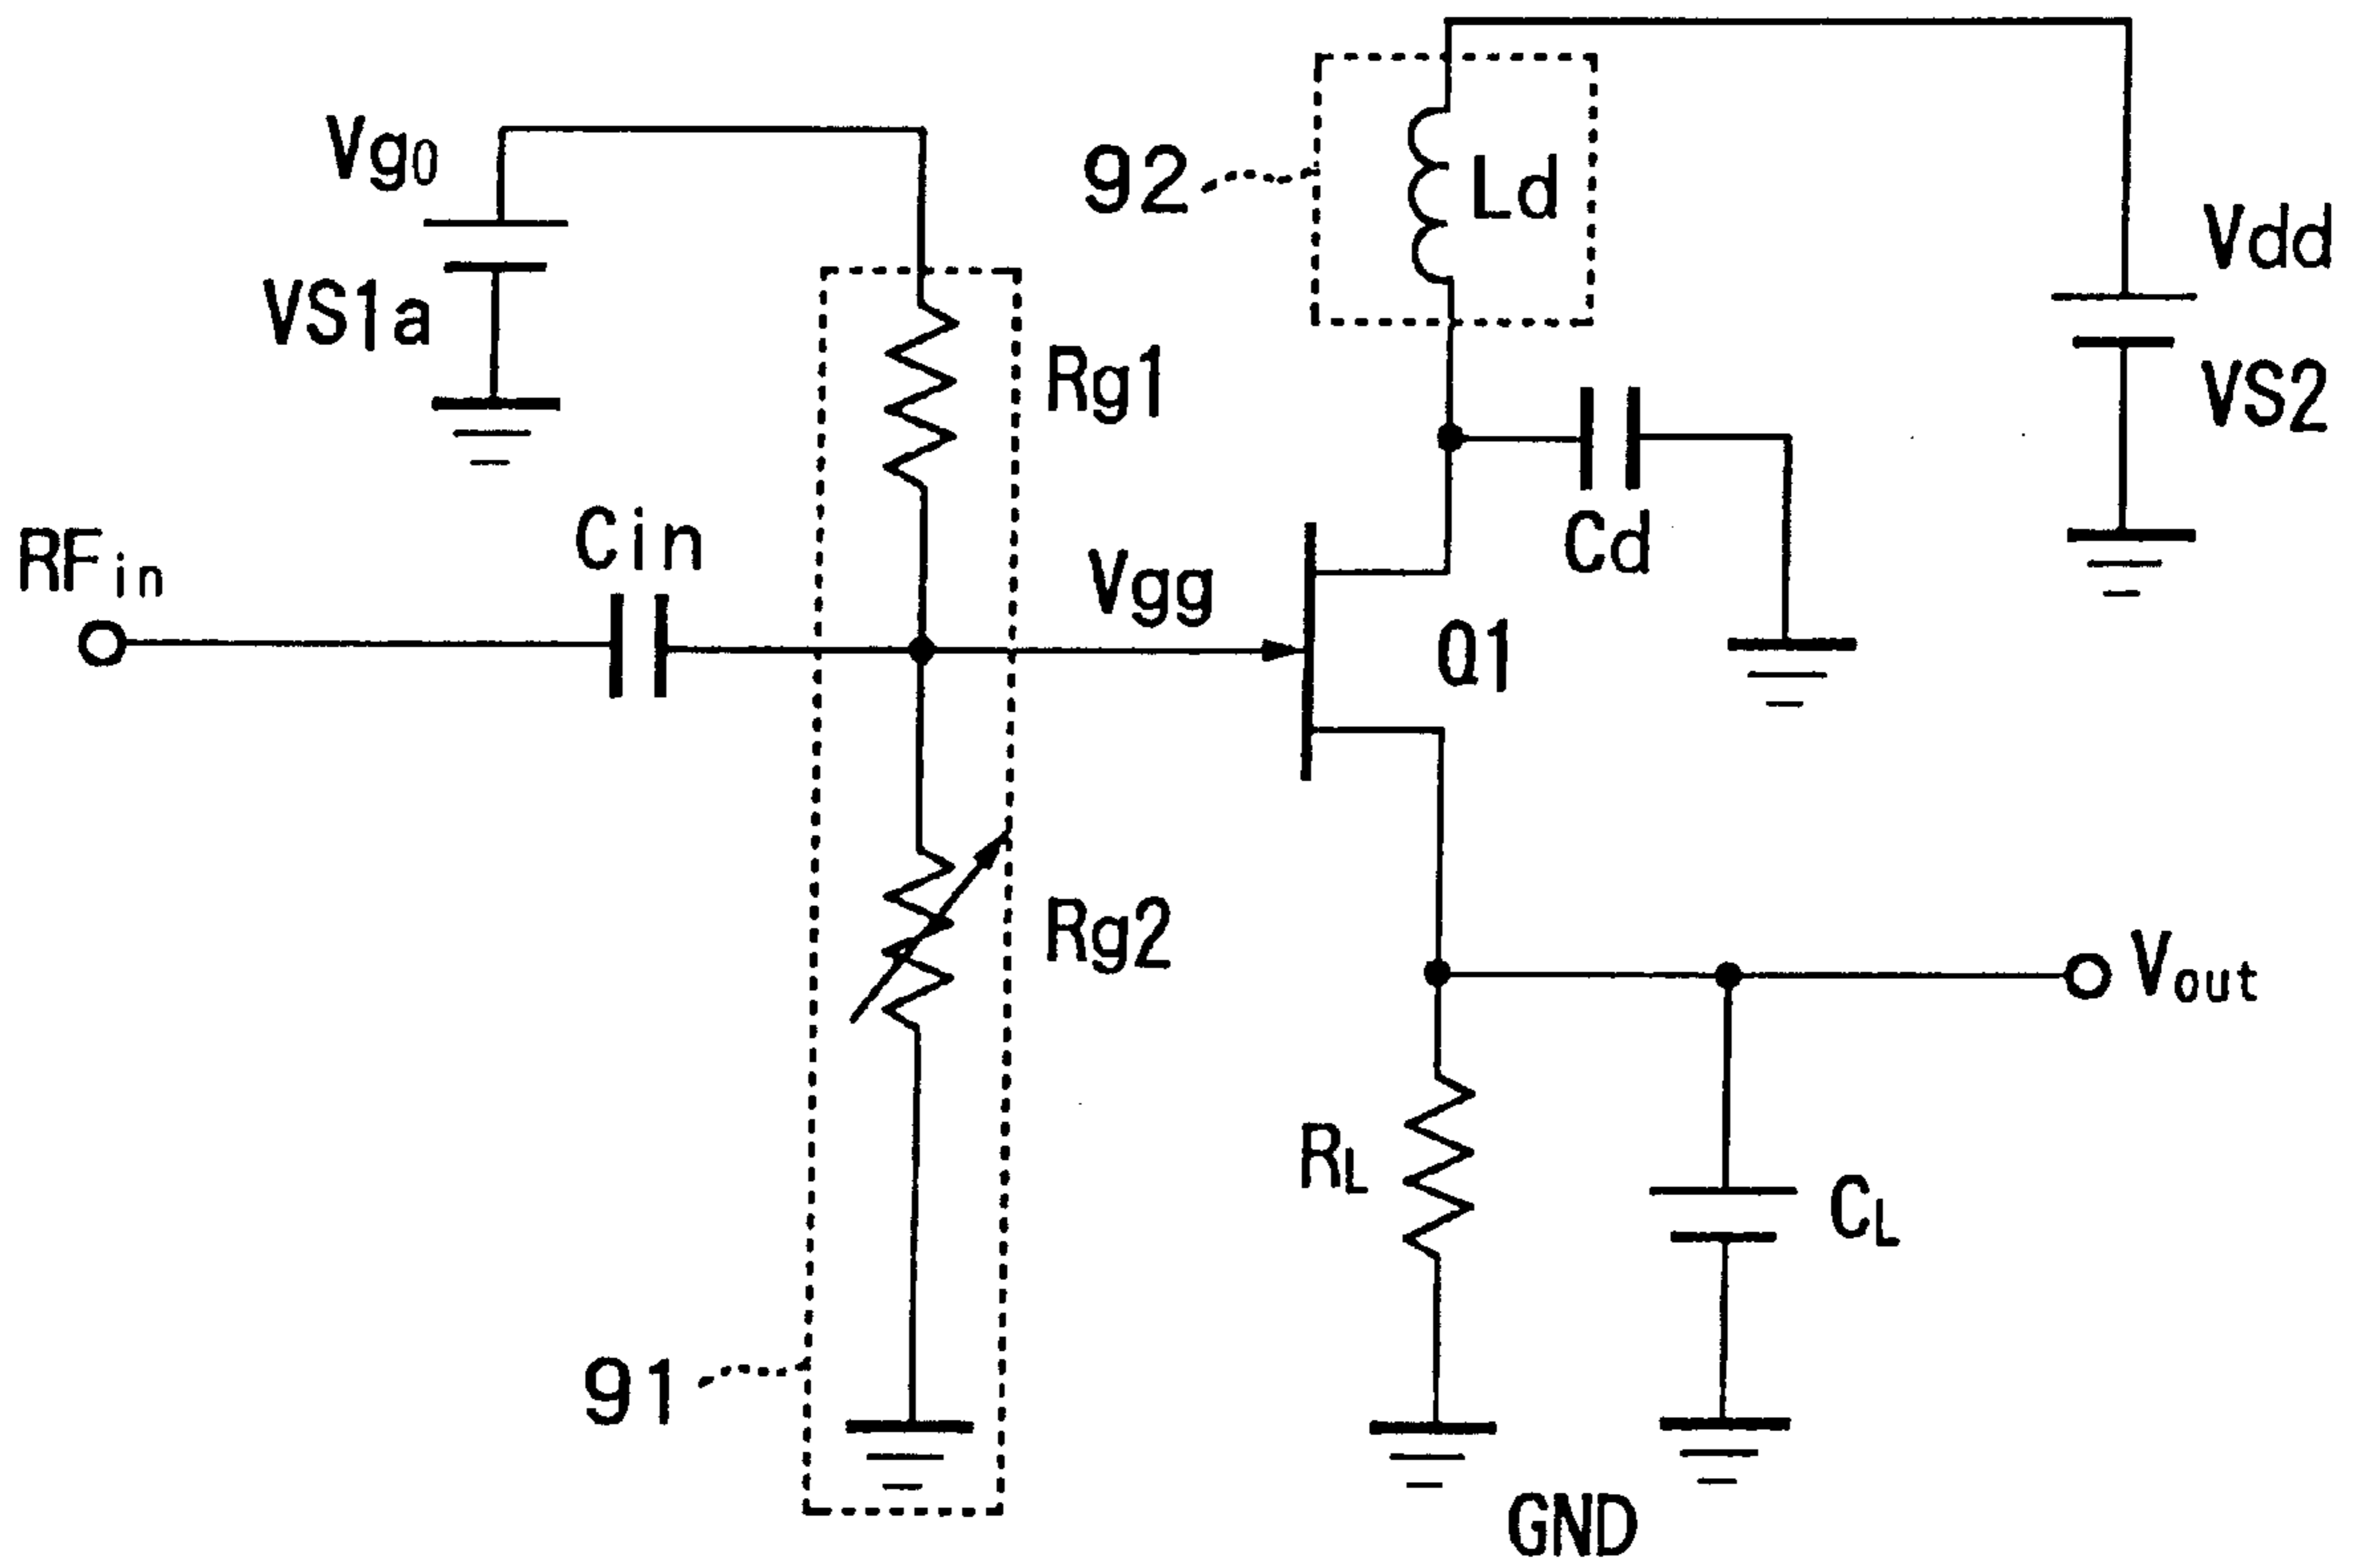 Vg0
VS1a
92
Ld
Vdd
VS2
Rg1
RFin
Cin
Vgg
Cd
Q1
Rg2
Vout
RL
CL
91
GND